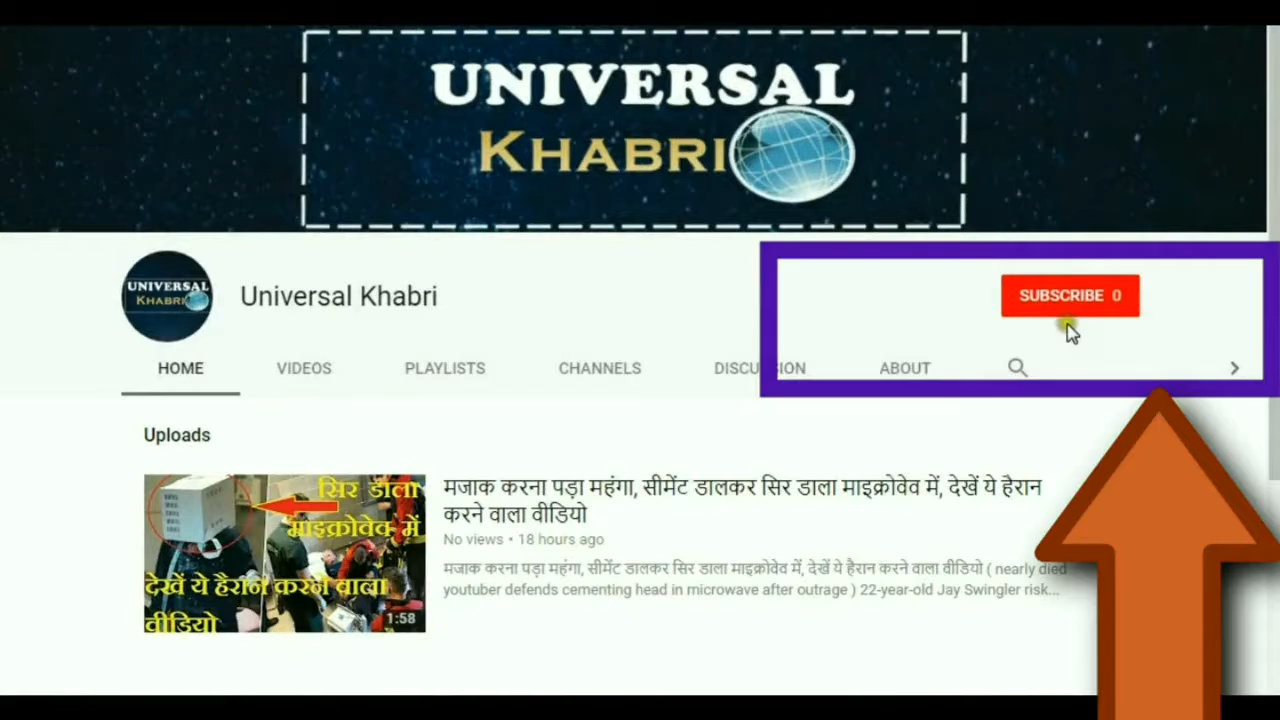 UNIVERSAL
KHABRI
UNIVERSAL
KHABRI
Universal Khabri
SUBSCRIBE 0
HOME VIDEOS PLAYLISTS CHANNELS DISCUSSION ABOUT
Uploads
सिर डाला
माइक्रोवेव में
देखें ये हैरान करने वाला
वीडियो
1:58
मजाक करना पड़ा महंगा, सीमेंट डालकर सिर डाला माइक्रोवेव में, देखें ये हैरान
करने वाला वीडियो
No views • 18 hours ago
मजाक करना पड़ा महंगा, सीमेंट डालकर सिर डाला माइक्रोवेव में, देखें ये हैरान करने वाला वीडियो ( nearly died
youtuber defends cementing head in microwave after outrage ) 22-year-old Jay Swingler risk...